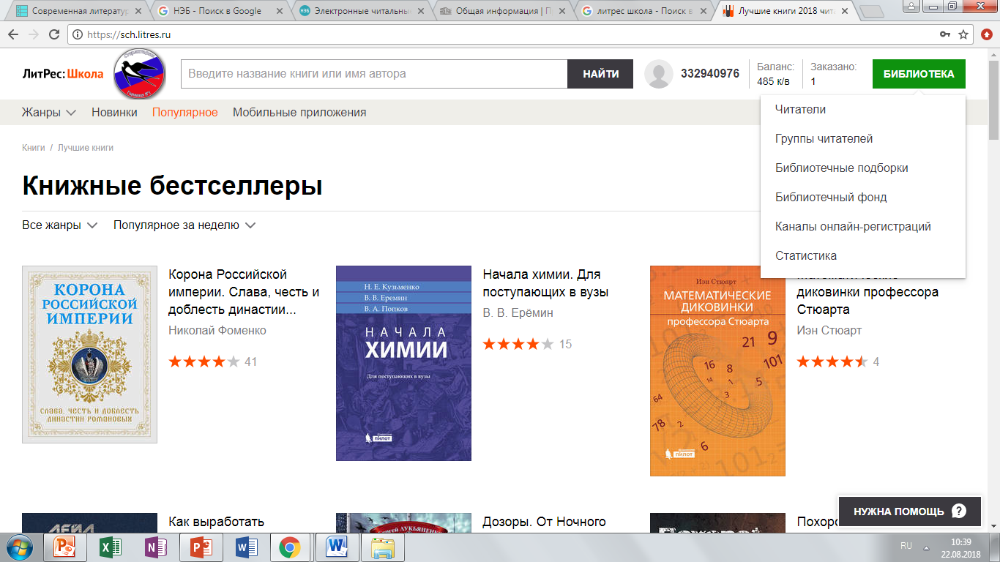 Современная литератур
НЭБ - Поиск в Google
Электронные читальны
Общая информация | П
литрес школа - Поиск в
Лучшие книги 2018 чит
https://sch.litres.ru
ЛитРес: Школа
Введите название книги или имя автора
НАЙТИ
332940976
Баланс:
485 к/в
Заказано:
1
БИБЛИОТЕКА
Жанры
Новинки
Популярное
Мобильные приложения
Читатели
Группы читателей
Библиотечные подборки
Библиотечный фонд
Каналы онлайн-регистраций
Статистика
Книги / Лучшие книги
Книжные бестселлеры
Все жанры
Популярное за неделю
КОРОНА
РОССИЙСКОЙ
ИМПЕРИИ
СЛАВА, ЧЕСТЬ И ДОБЛЕСТЬ
ДИНАСТИИ РОМАНОВЫХ
Корона Российской
империи. Слава, честь и
доблесть династии...
Николай Фоменко
41
Н. Е. Кузьменко
В. В. Еремин
В. А. Попков
НАЧАЛА
ХИМИИ
Для поступающих в вузы
ПИЛОТ
Начала химии. Для
поступающих в вузы
В. В. Ерёмин
15
Иэн Стюарт
МАТЕМАТИЧЕСКИЕ
ДИКОВИНКИ
профессора Стюарта
21 9
16 8 101
14 1 5
3
64
78 2
6
101
ПИЛОТ
диковинки профессора
Стюарта
Иэн Стюарт
4
ДЕЙЛ
Как выработать
СЕРГЕЙ ЛУКЬЯНЕНКО
Дозоры. От Ночного
Похоро
НУЖНА ПОМОЩЬ ?
RU
10:39
22.08.2018